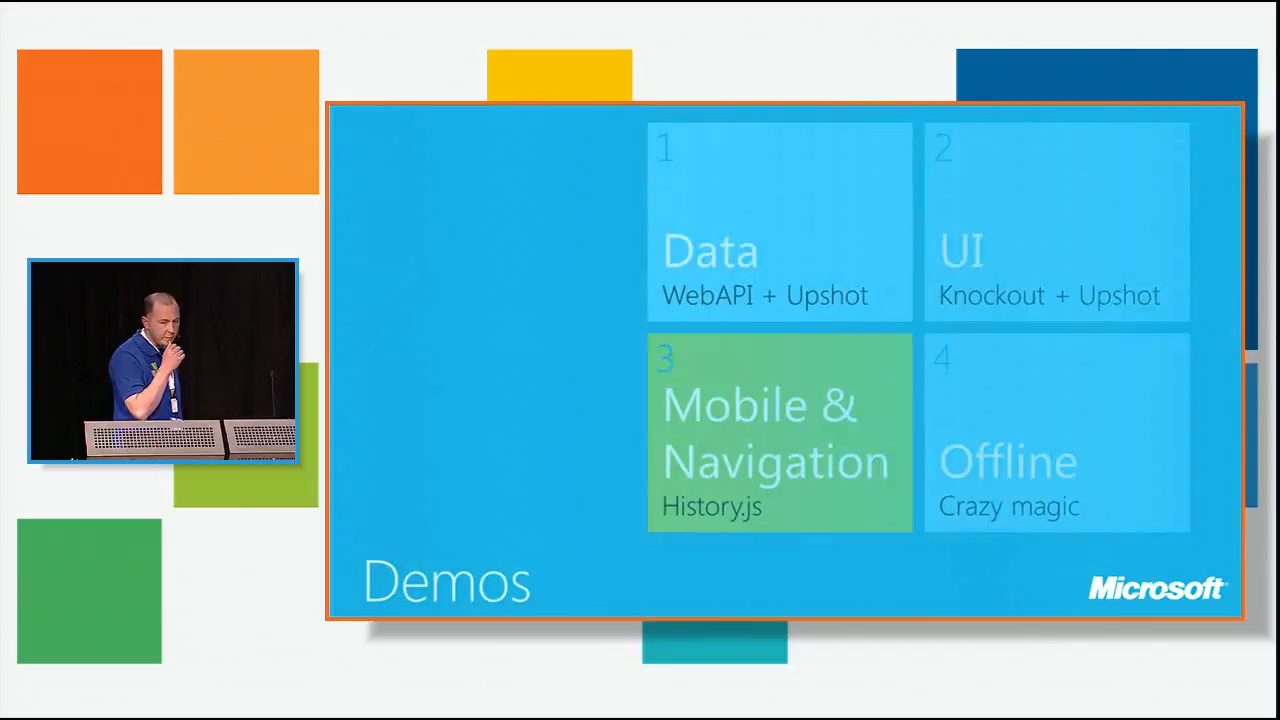 1
Data
WebAPI + Upshot
2
UI
Knockout + Upshot
3
Mobile &
Navigation
History.js
4
Offline
Crazy magic
Demos
Microsoft